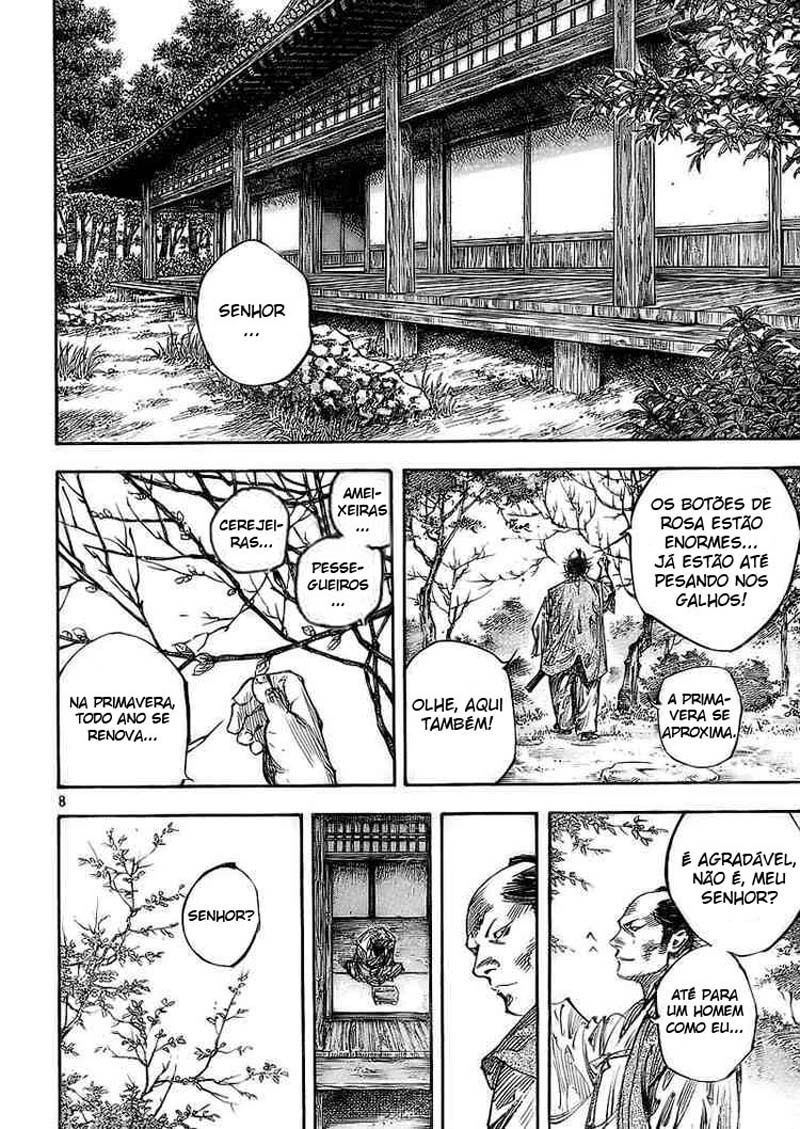 SENHOR
...
OS BOTÕES DE
ROSA ESTÃO
ENORMES...
JÁ ESTÃO ATÉ
PESANDO NOS
GALHOS!
A PRIMA-
VERA SE
APROXIMA.
OLHE, AQUI
TAMBÉM!
AMEI-
XEIRAS
...
CEREJEI-
RAS...
PESSE-
GUEIROS
...
NA PRIMAVERA,
TODO ANO SE
RENOVA...
8
É AGRADÁVEL,
NÃO É, MEU
SENHOR?
ATÉ PARA
UM HOMEM
COMO EU...
SENHOR?